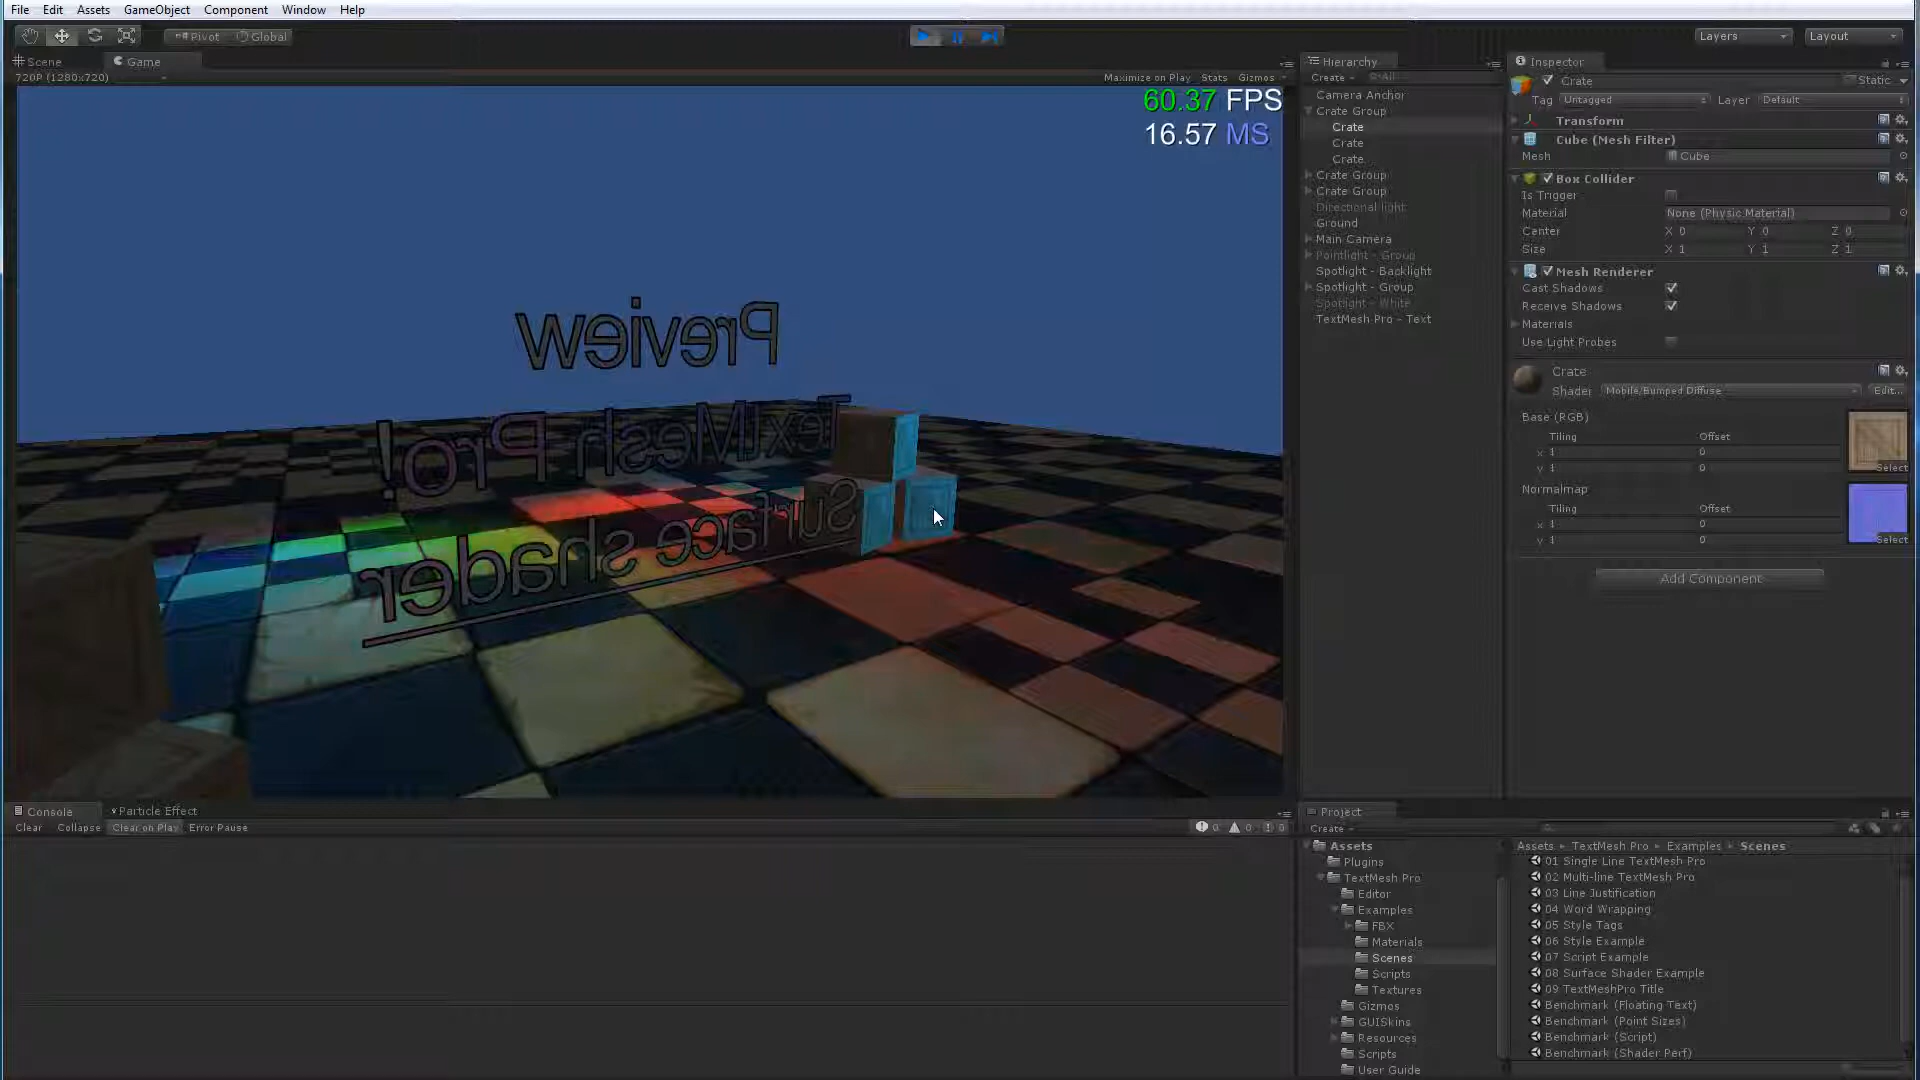 File Edit Assets GameObject Component Window Help
Pivot Global
Layers Layout
Scene Game
720P (1280x720) Maximize on Play Stats Gizmos
60.37 FPS
16.57 MS
Preview
TextMesh Pro!
Surface shader
Hierarchy
Create All
Camera Anchor
Crate Group
Crate
Crate
Crate
Crate Group
Crate Group
Directional light
Ground
Main Camera
Pointlight - Group
Spotlight - Backlight
Spotlight - Group
Spotlight - White
TextMesh Pro - Text
Inspector
Crate Static
Tag Untagged Layer Default
Transform
Cube (Mesh Filter)
Mesh Cube
Box Collider
Is Trigger
Material None (Physic Material)
Center X 0 Y 0 Z 0
Size X 1 Y 1 Z 1
Mesh Renderer
Cast Shadows
Receive Shadows
Materials
Use Light Probes
Crate
Shader Mobile/Bumped Diffuse Edit...
Base (RGB)
Tiling Offset
x 1 0
y 1 0
Select
Normalmap
Tiling Offset
x 1 0
y 1 0
Select
Add Component
Console Particle Effect
Clear Collapse Clear on Play Error Pause 0 0 0
Project
Create
Assets
Plugins
TextMesh Pro
Editor
Examples
FBX
Materials
Scenes
Scripts
Textures
Gizmos
GUISkins
Resources
Scripts
User Guide
Assets TextMesh Pro Examples Scenes
01 Single Line TextMesh Pro
02 Multi-line TextMesh Pro
03 Line Justification
04 Word Wrapping
05 Style Tags
06 Style Example
07 Script Example
08 Surface Shader Example
09 TextMeshPro Title
Benchmark (Floating Text)
Benchmark (Point Sizes)
Benchmark (Script)
Benchmark (Shader Perf)